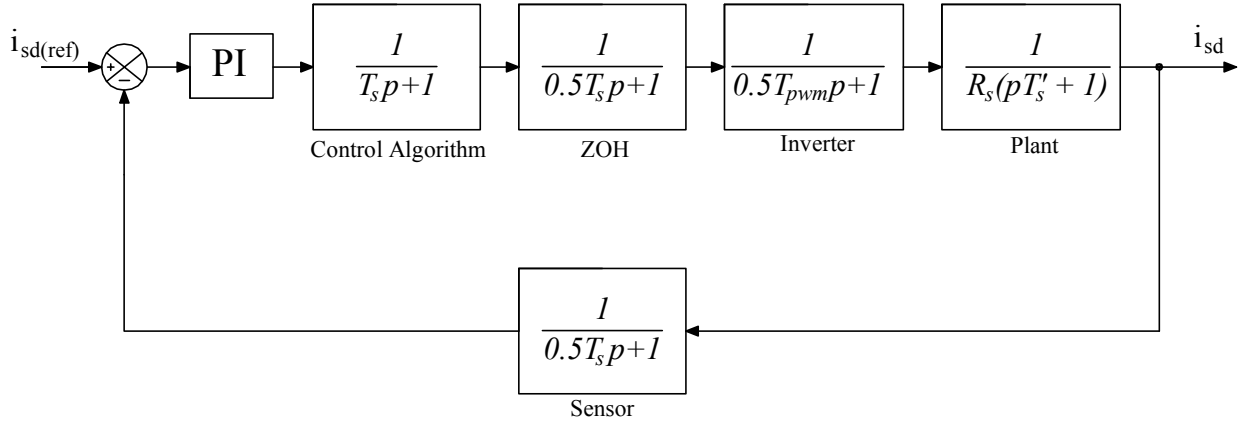 i_sd(ref)
+
−
PI
1
T_s p+1
Control Algorithm
1
0.5T_s p+1
ZOH
1
0.5T_pwm p+1
Inverter
1
R_s(pT'_s + 1)
Plant
i_sd
1
0.5T_s p+1
Sensor